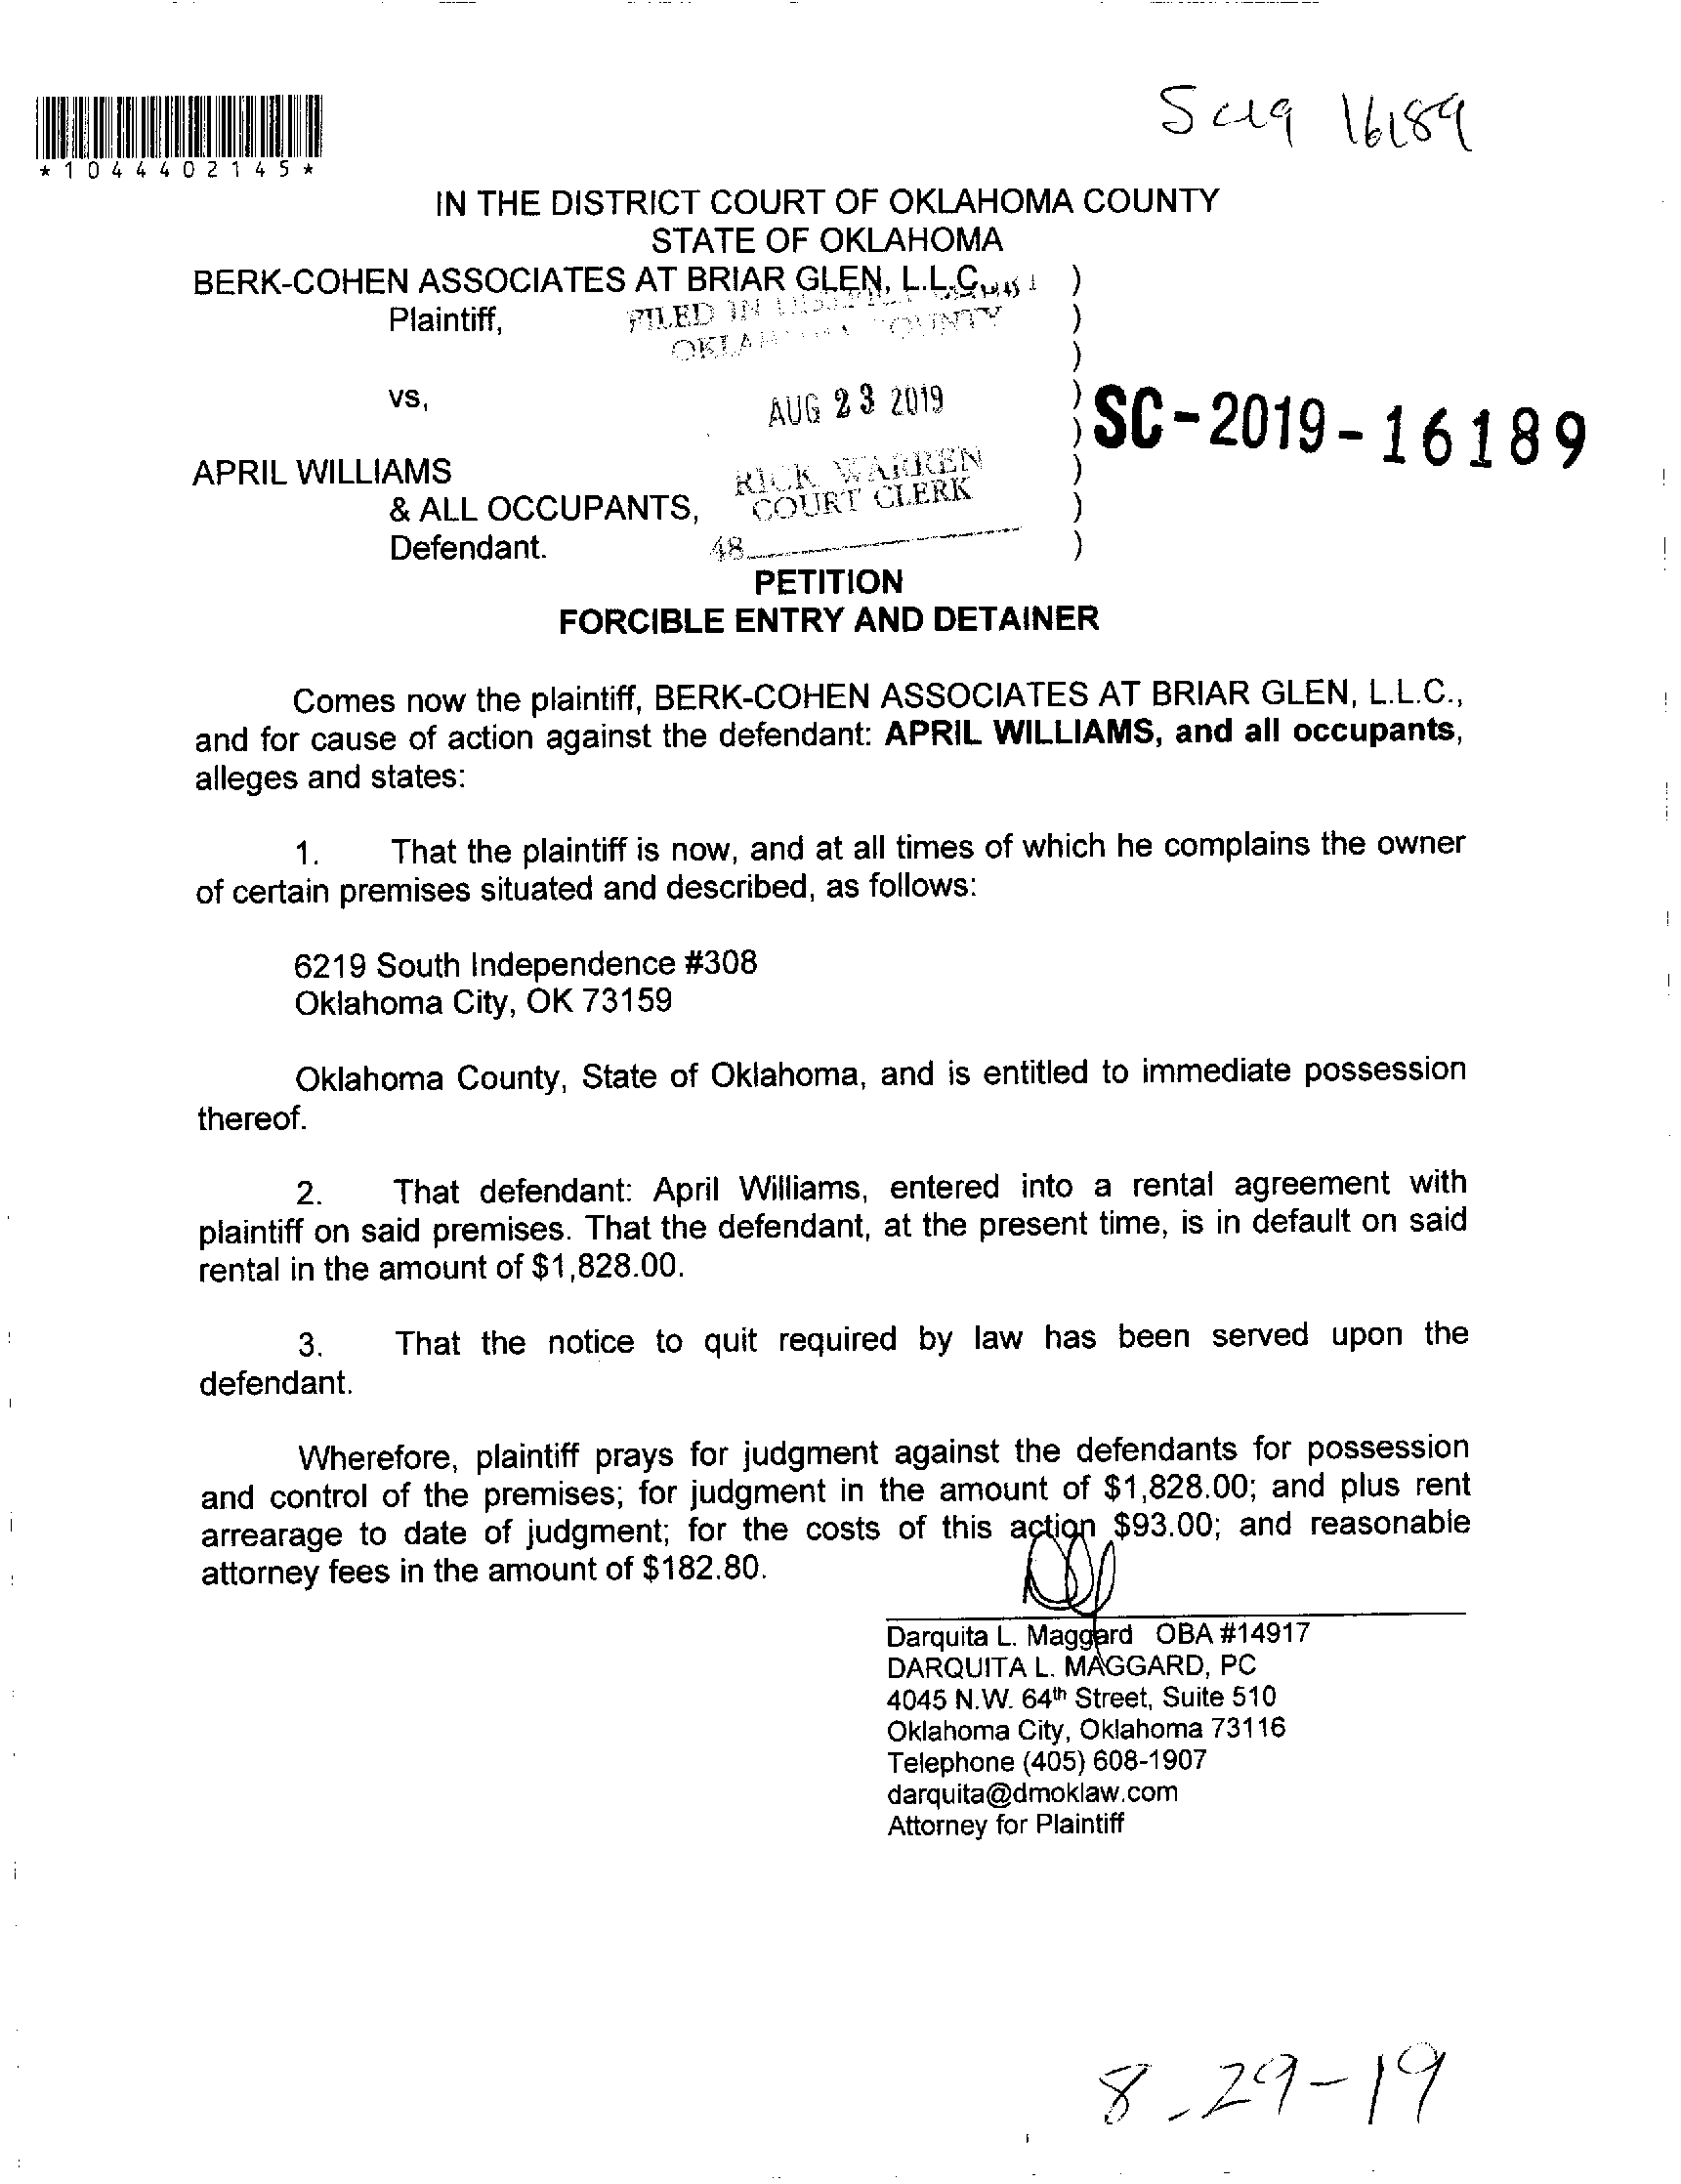 SC19 16189
*1044402145*
IN THE DISTRICT COURT OF OKLAHOMA COUNTY
STATE OF OKLAHOMA
BERK-COHEN ASSOCIATES AT BRIAR GLEN, L.L.C., )
Plaintiff, )
FILED IN DISTRICT COURT
OKLAHOMA COUNTY )
vs, )
AUG 23 2019 )
SC-2019-16189
APRIL WILLIAMS )
RICK WARREN
& ALL OCCUPANTS, )
COURT CLERK
Defendant. )
48
PETITION
FORCIBLE ENTRY AND DETAINER
Comes now the plaintiff, BERK-COHEN ASSOCIATES AT BRIAR GLEN, L.L.C.,
and for cause of action against the defendant: APRIL WILLIAMS, and all occupants,
alleges and states:
1. That the plaintiff is now, and at all times of which he complains the owner
of certain premises situated and described, as follows:
6219 South Independence #308
Oklahoma City, OK 73159
Oklahoma County, State of Oklahoma, and is entitled to immediate possession
thereof.
2. That defendant: April Williams, entered into a rental agreement with
plaintiff on said premises. That the defendant, at the present time, is in default on said
rental in the amount of $1,828.00.
3. That the notice to quit required by law has been served upon the
defendant.
Wherefore, plaintiff prays for judgment against the defendants for possession
and control of the premises; for judgment in the amount of $1,828.00; and plus rent
arrearage to date of judgment; for the costs of this action $93.00; and reasonable
attorney fees in the amount of $182.80.
Darquita L. Maggard OBA #14917
DARQUITA L. MAGGARD, PC
4045 N.W. 64th Street, Suite 510
Oklahoma City, Oklahoma 73116
Telephone (405) 608-1907
darquita@dmoklaw.com
Attorney for Plaintiff
8-29-19